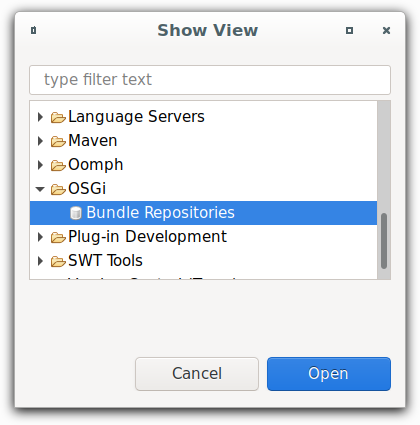 Show View
type filter text
Language Servers
Maven
Oomph
OSGi
Bundle Repositories
Plug-in Development
SWT Tools
Cancel Open